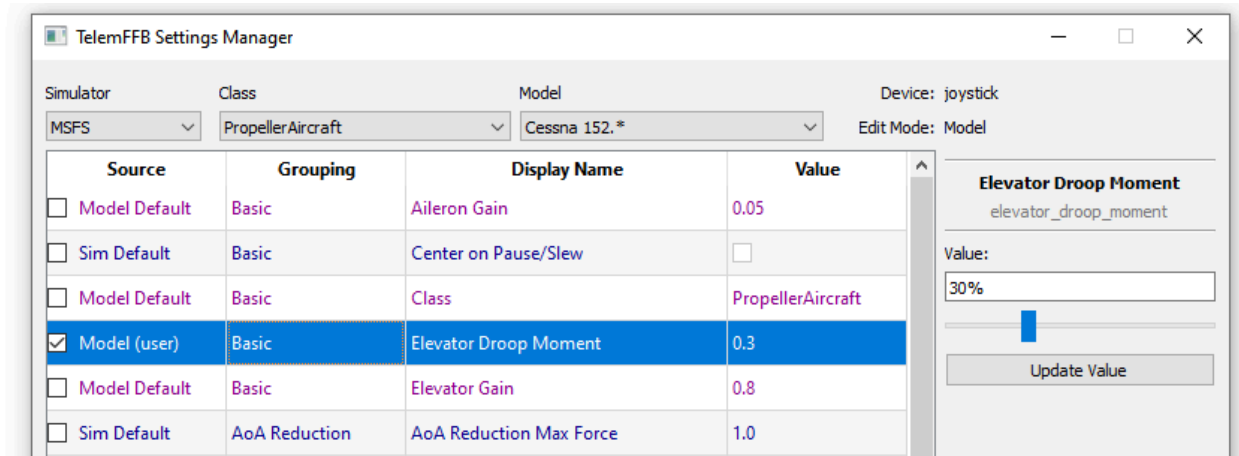 TelemFFB Settings Manager
Simulator Class Model Device: joystick
MSFS PropellerAircraft Cessna 152.* Edit Mode: Model
Source Grouping Display Name Value
Model Default Basic Aileron Gain 0.05
Sim Default Basic Center on Pause/Slew
Model Default Basic Class PropellerAircraft
Model (user) Basic Elevator Droop Moment 0.3
Model Default Basic Elevator Gain 0.8
Sim Default AoA Reduction AoA Reduction Max Force 1.0
Elevator Droop Moment
elevator_droop_moment
Value:
30%
Update Value